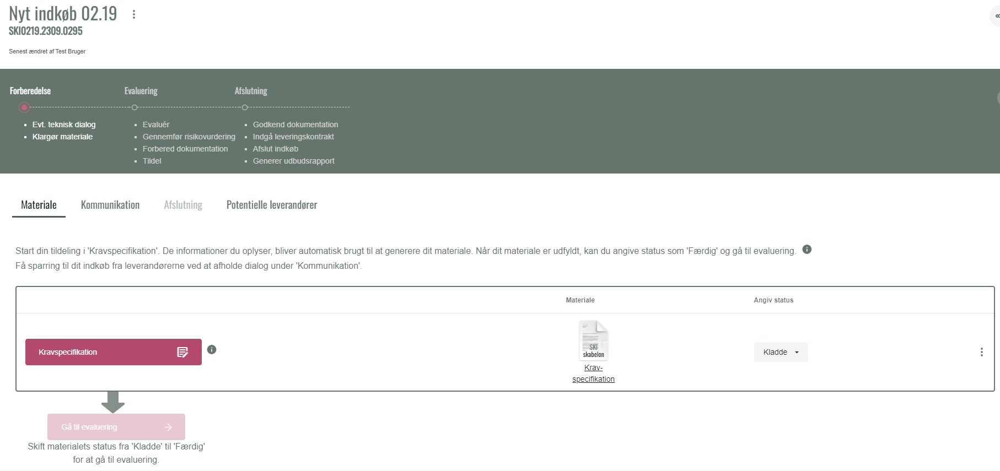 Nyt indkøb 02.19
SKI0219.2309.0295
Senest ændret af Test Bruger
Forberedelse
Evt. teknisk dialog
Klargør materiale
Evaluering
Evaluér
Gennemfør risikovurdering
Forbered dokumentation
Tildel
Afslutning
Godkend dokumentation
Indgå leveringskontrakt
Afslut indkøb
Generer udbudsrapport
Materiale
Kommunikation
Afslutning
Potentielle leverandører
Start din tildeling i 'Kravspecifikation'. De informationer du oplyser, bliver automatisk brugt til at generere dit materiale. Når dit materiale er udfyldt, kan du angive status som 'Færdig' og gå til evaluering.
Få sparring til dit indkøb fra leverandørerne ved at afholde dialog under 'Kommunikation'.
Materiale
Angiv status
Kravspecifikation
SKI
skabelon
Krav-
specifikation
Kladde
Gå til evaluering
Skift materialets status fra 'Kladde' til 'Færdig'
for at gå til evaluering.